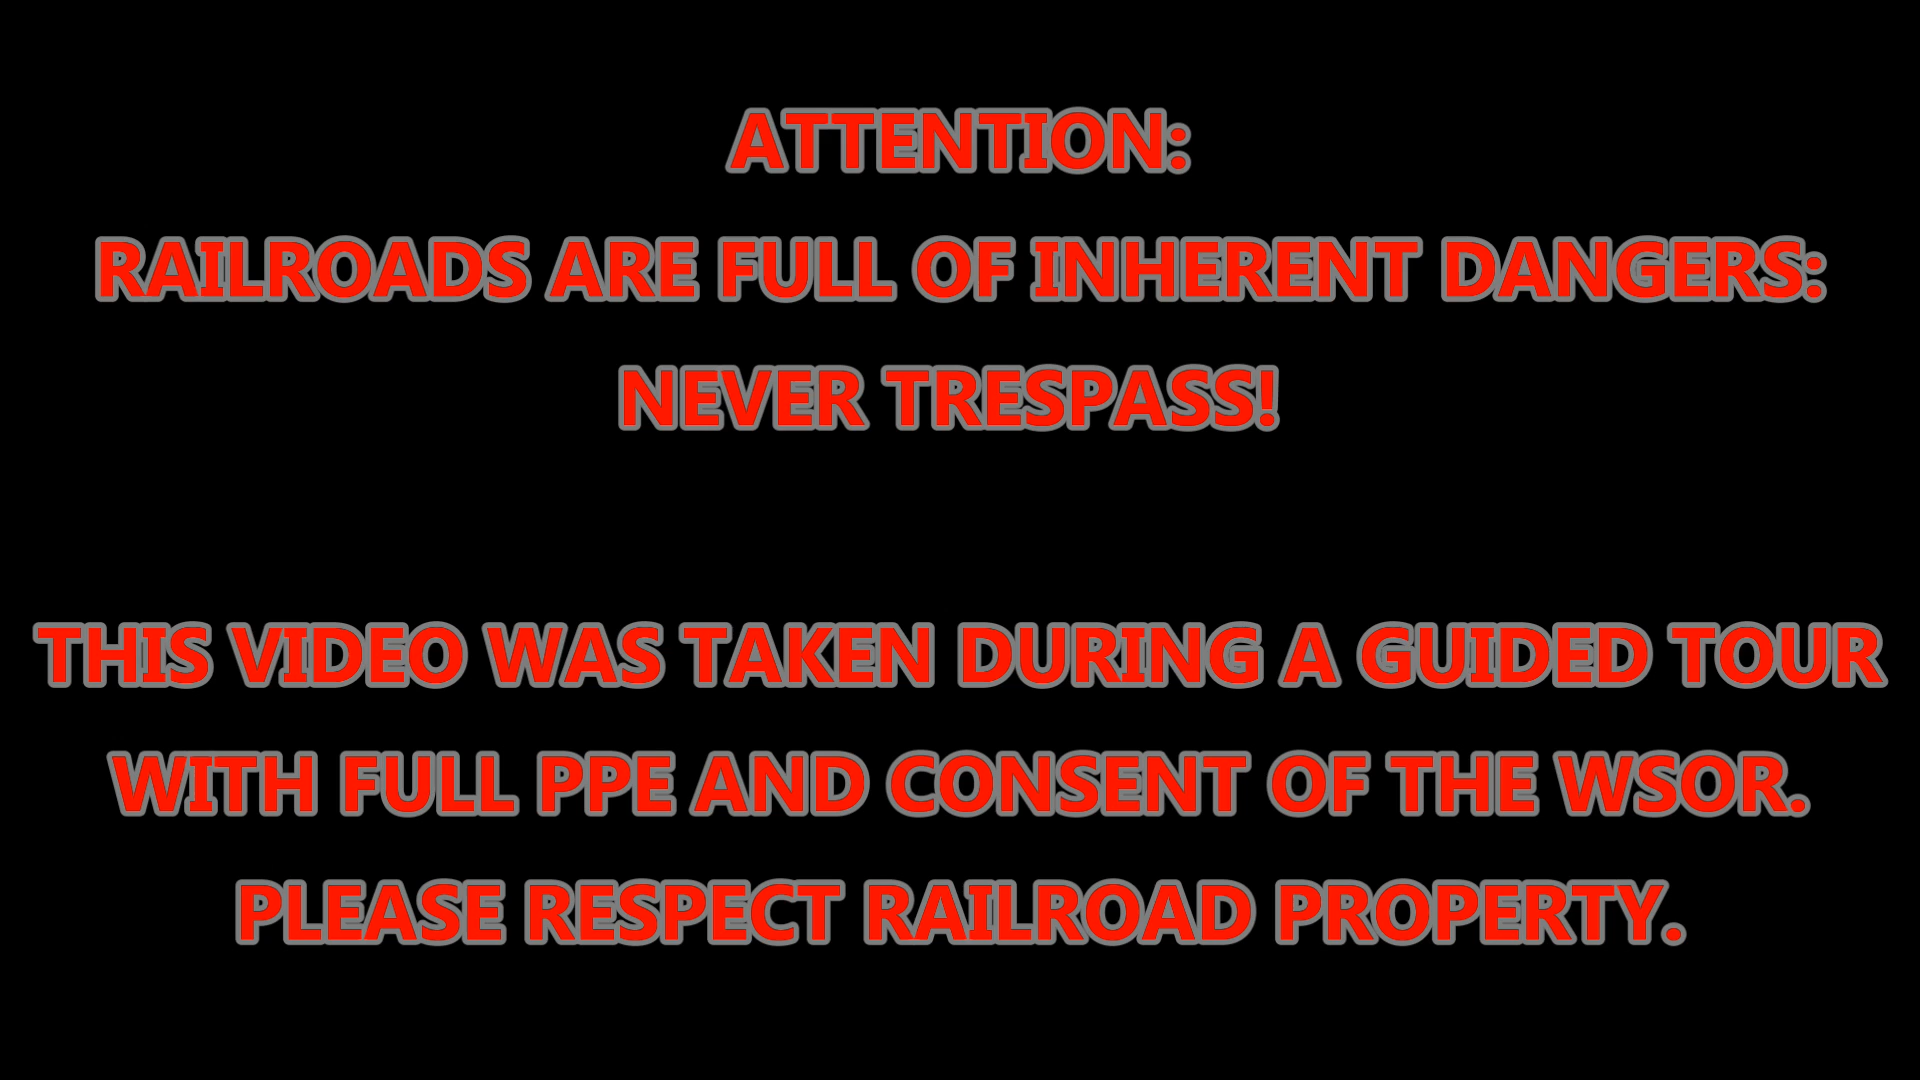 ATTENTION:
RAILROADS ARE FULL OF INHERENT DANGERS:
NEVER TRESPASS!
THIS VIDEO WAS TAKEN DURING A GUIDED TOUR
WITH FULL PPE AND CONSENT OF THE WSOR.
PLEASE RESPECT RAILROAD PROPERTY.